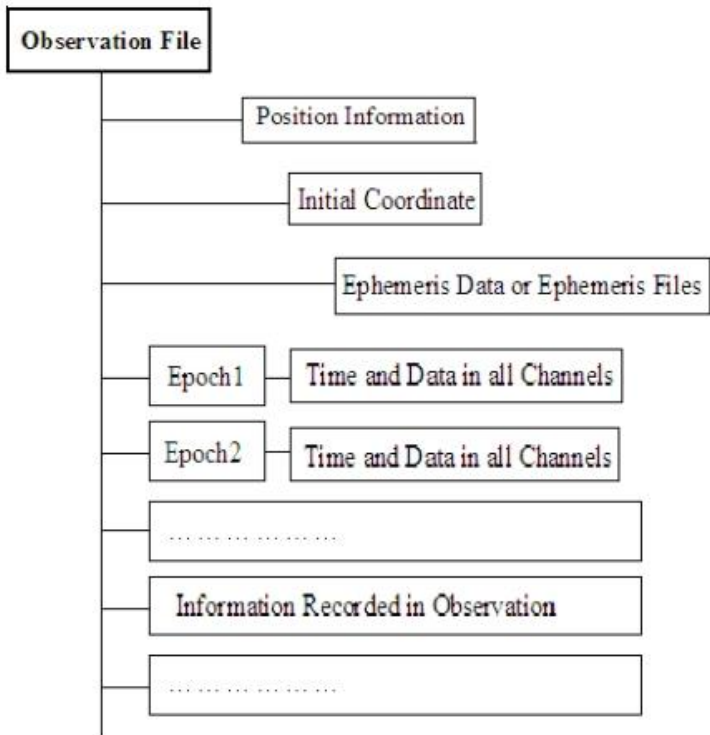 Observation File
Position Information
Initial Coordinate
Ephemeris Data or Ephemeris Files
Epoch1 Time and Data in all Channels
Epoch2 Time and Data in all Channels
… … … … … …
Information Recorded in Observation
… … … … … …